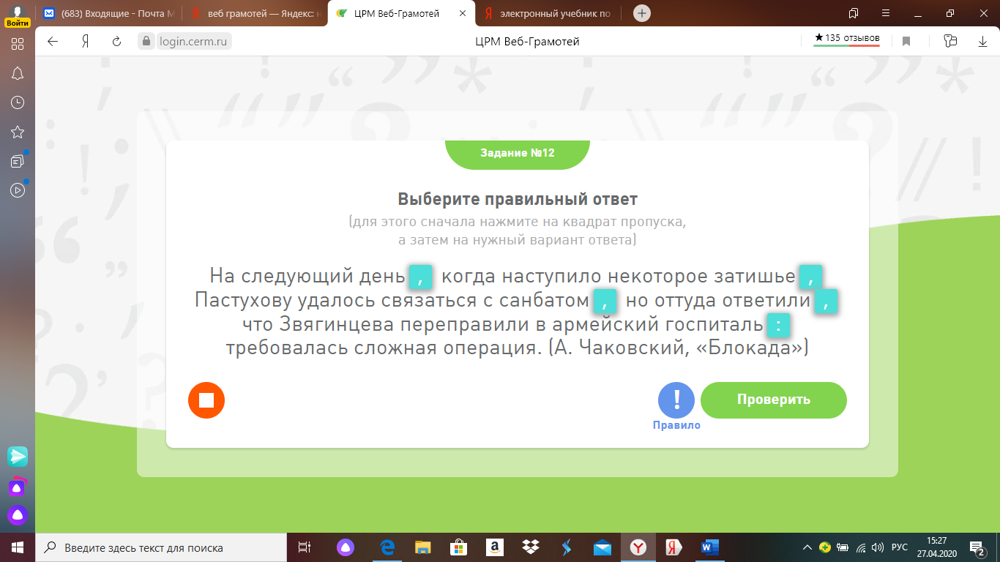 (683) Входящие - Почта M
веб грамотей — Яндекс: н
ЦРМ Веб-Грамотей
электронный учебник по
Войти
login.cerm.ru
ЦРМ Веб-Грамотей
★135 отзывов
Задание №12
Выберите правильный ответ
(для этого сначала нажмите на квадрат пропуска,
а затем на нужный вариант ответа)
На следующий день , когда наступило некоторое затишье ,
Пастухову удалось связаться с санбатом , но оттуда ответили ,
что Звягинцева переправили в армейский госпиталь :
требовалась сложная операция. (А. Чаковский, «Блокада»)
!
Проверить
Правило
Введите здесь текст для поиска
РУС
15:27
27.04.2020
2